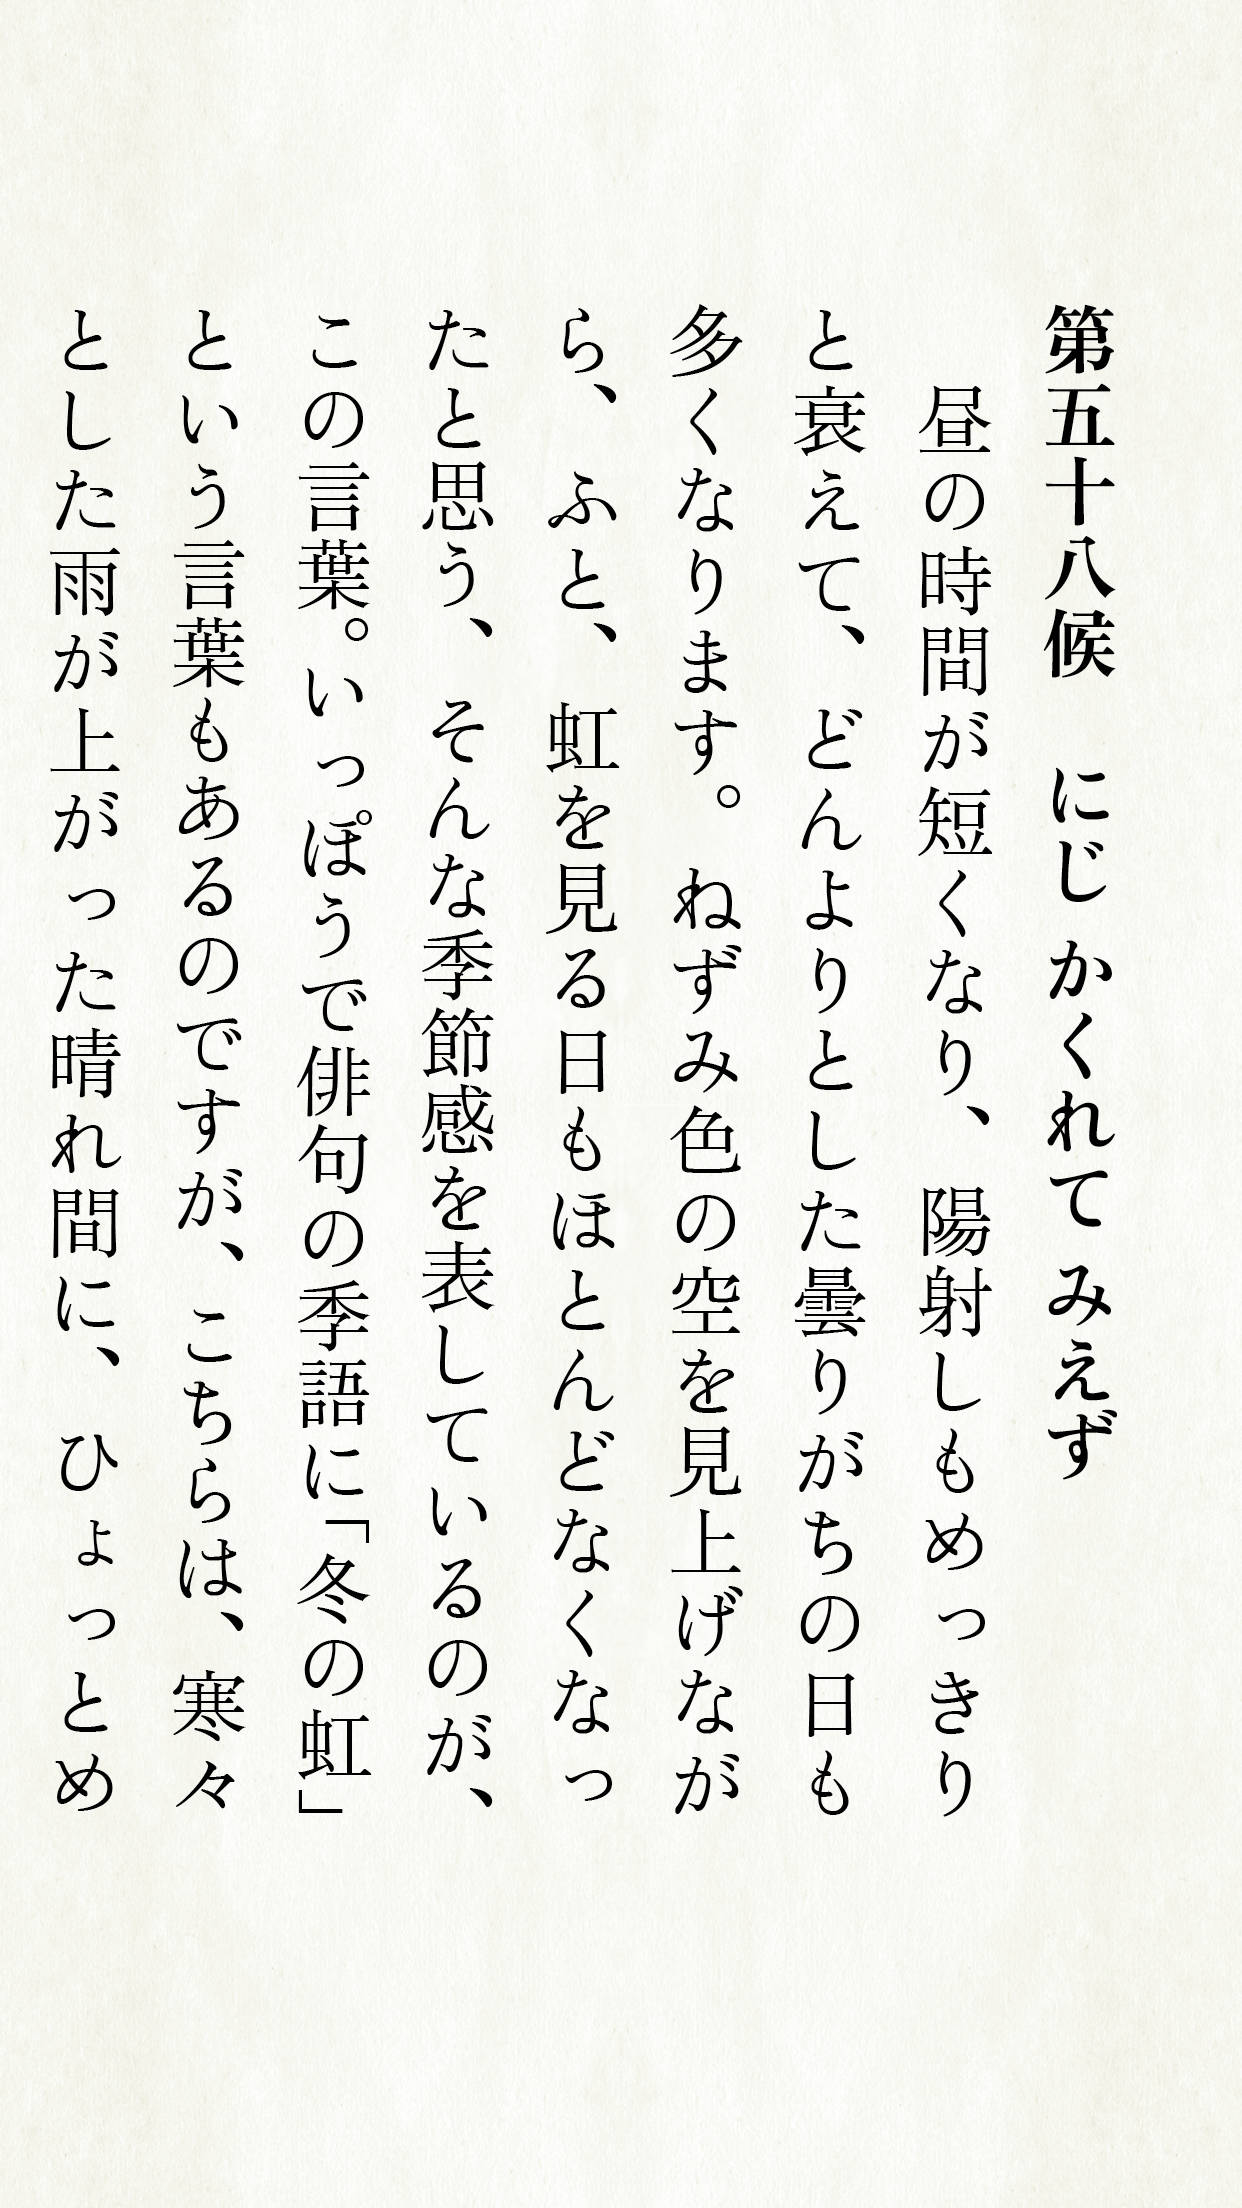 第五十八候　にじ かくれて みえず
　昼の時間が短くなり、陽射しもめっきり
と衰えて、どんよりとした曇りがちの日も
多くなります。ねずみ色の空を見上げなが
ら、ふと、虹を見る日もほとんどなくなっ
たと思う、そんな季節感を表しているのが、
この言葉。いっぽうで俳句の季語に「冬の虹」
という言葉もあるのですが、こちらは、寒々
とした雨が上がった晴れ間に、ひょっとめ